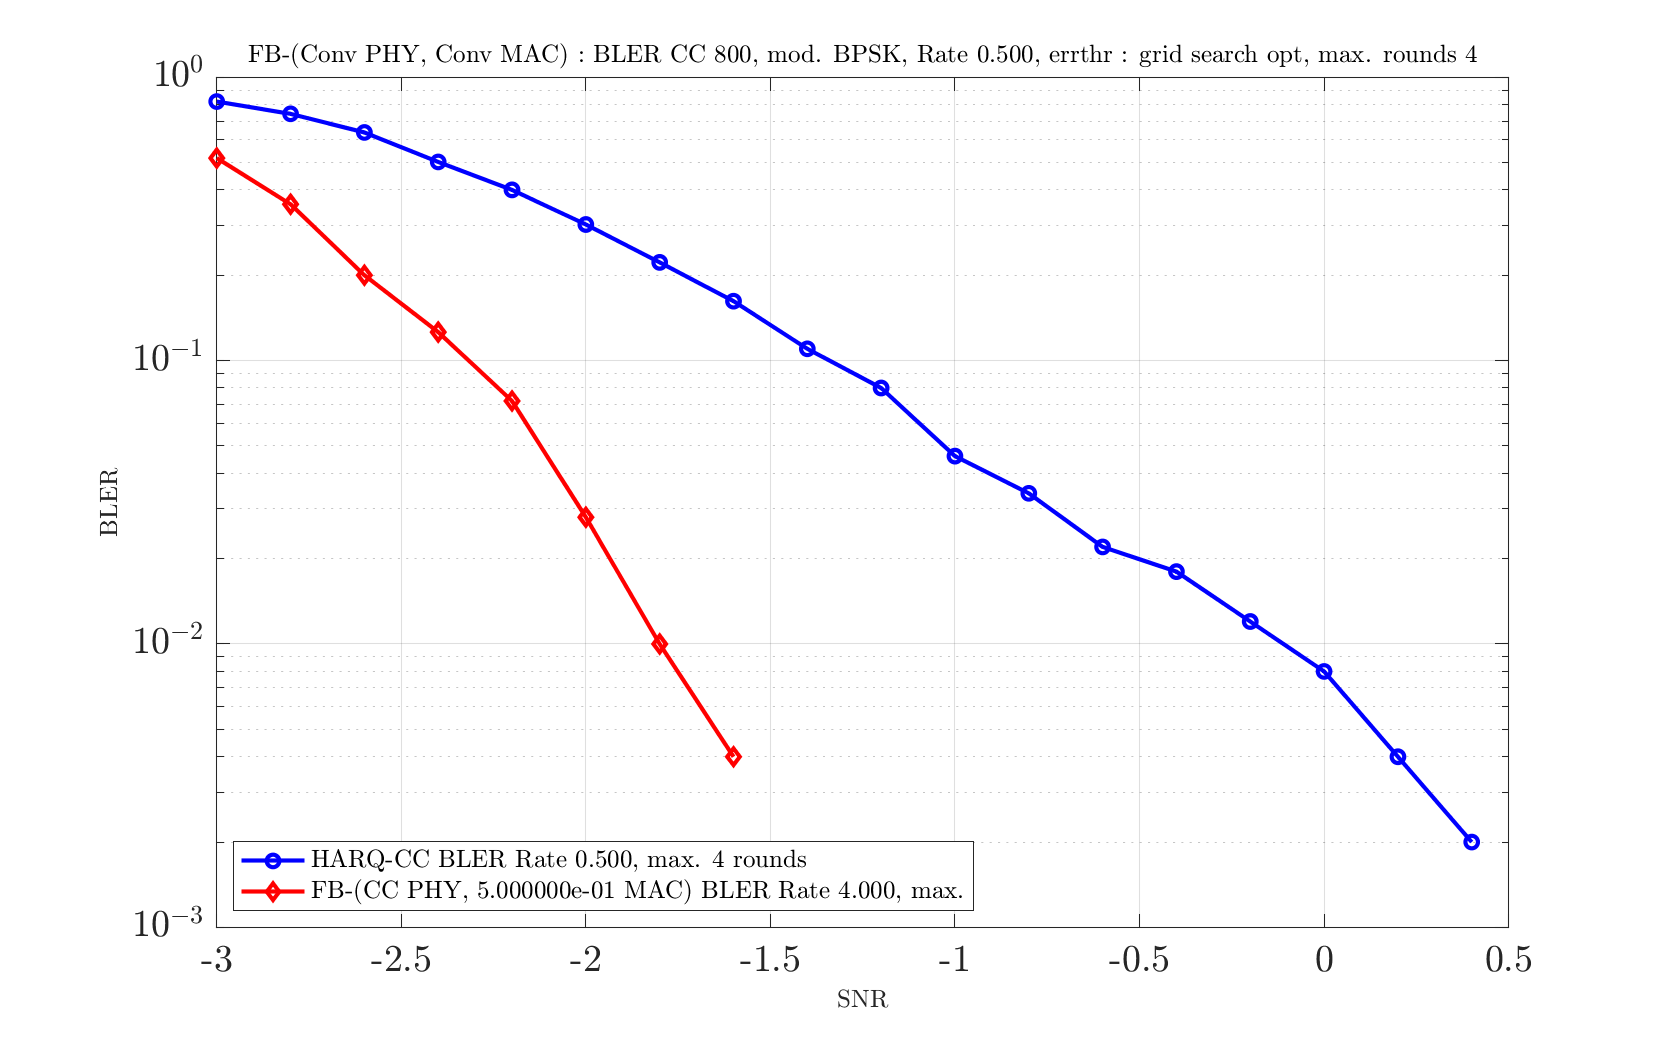 FB-(Conv PHY, Conv MAC) : BLER CC 800, mod. BPSK, Rate 0.500, errthr : grid search opt, max. rounds 4
10^0
10^-1
10^-2
10^-3
BLER
HARQ-CC BLER Rate 0.500, max. 4 rounds
FB-(CC PHY, 5.000000e-01 MAC) BLER Rate 4.000, max.
-3 -2.5 -2 -1.5 -1 -0.5 0 0.5
SNR